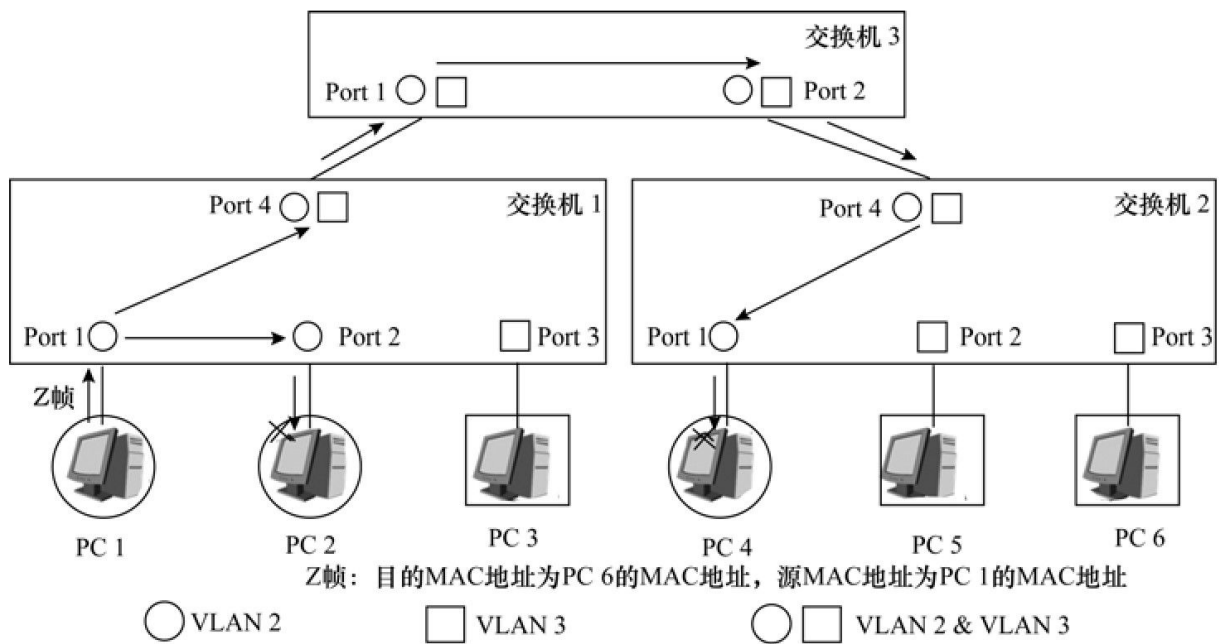 交换机 3
Port 1
Port 2
Port 4
交换机 1
Port 4
交换机 2
Port 1
Port 2
Port 3
Port 1
Port 2
Port 3
Z帧
PC 1
PC 2
PC 3
PC 4
PC 5
PC 6
Z帧：目的MAC地址为PC 6的MAC地址，源MAC地址为PC 1的MAC地址
VLAN 2
VLAN 3
VLAN 2 & VLAN 3